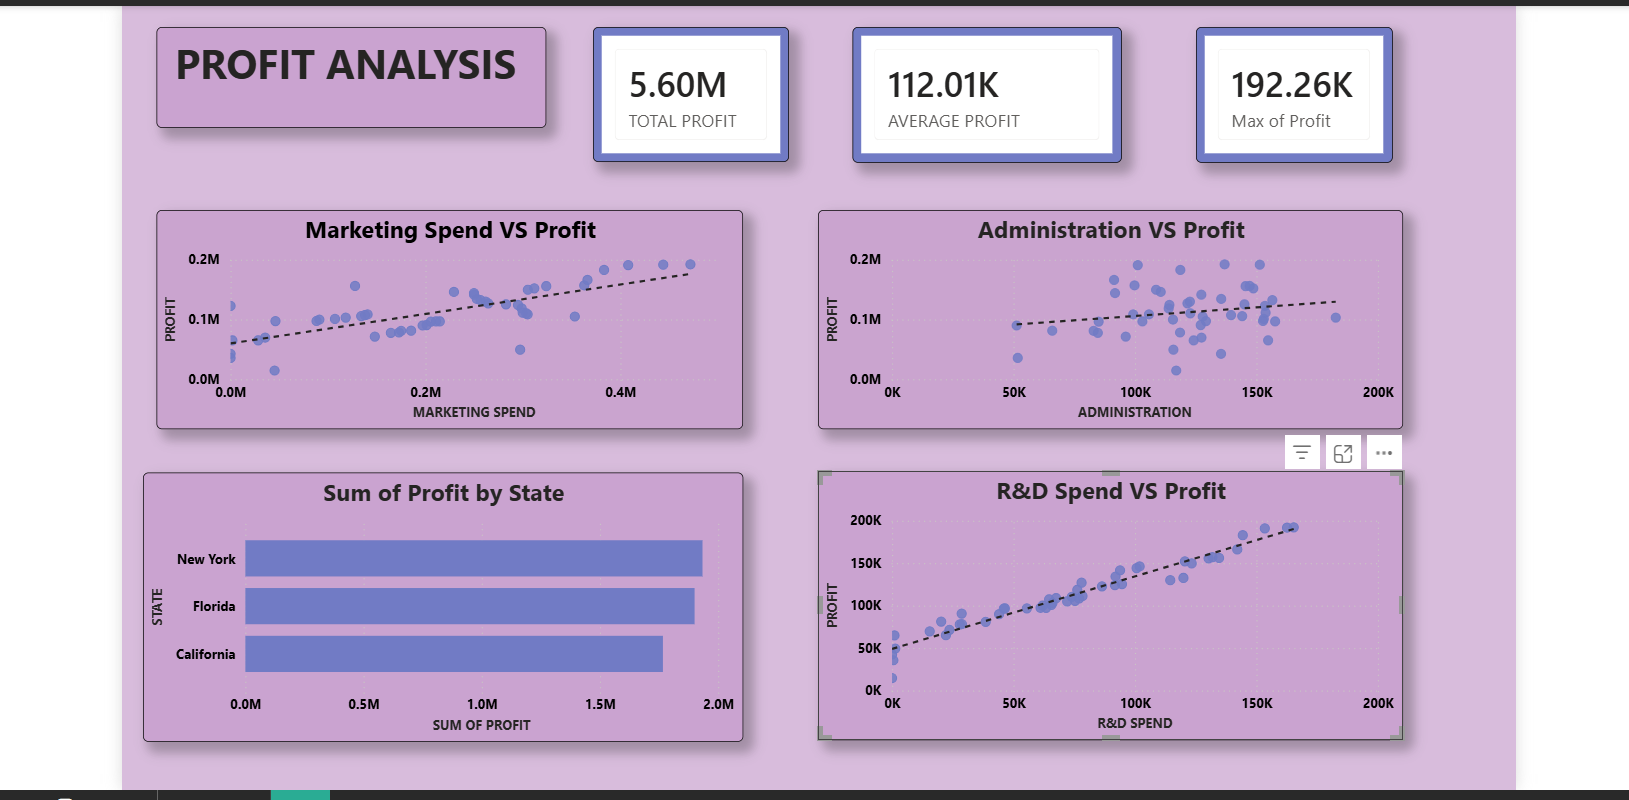 PROFIT ANALYSIS
5.60M
TOTAL PROFIT
112.01K
AVERAGE PROFIT
192.26K
Max of Profit
Marketing Spend VS Profit
PROFIT
0.2M
0.1M
0.0M
0.0M 0.2M 0.4M
MARKETING SPEND
Administration VS Profit
PROFIT
0.2M
0.1M
0.0M
0K 50K 100K 150K 200K
ADMINISTRATION
Sum of Profit by State
STATE
New York
Florida
California
0.0M 0.5M 1.0M 1.5M 2.0M
SUM OF PROFIT
R&D Spend VS Profit
PROFIT
200K
150K
100K
50K
0K
0K 50K 100K 150K 200K
R&D SPEND